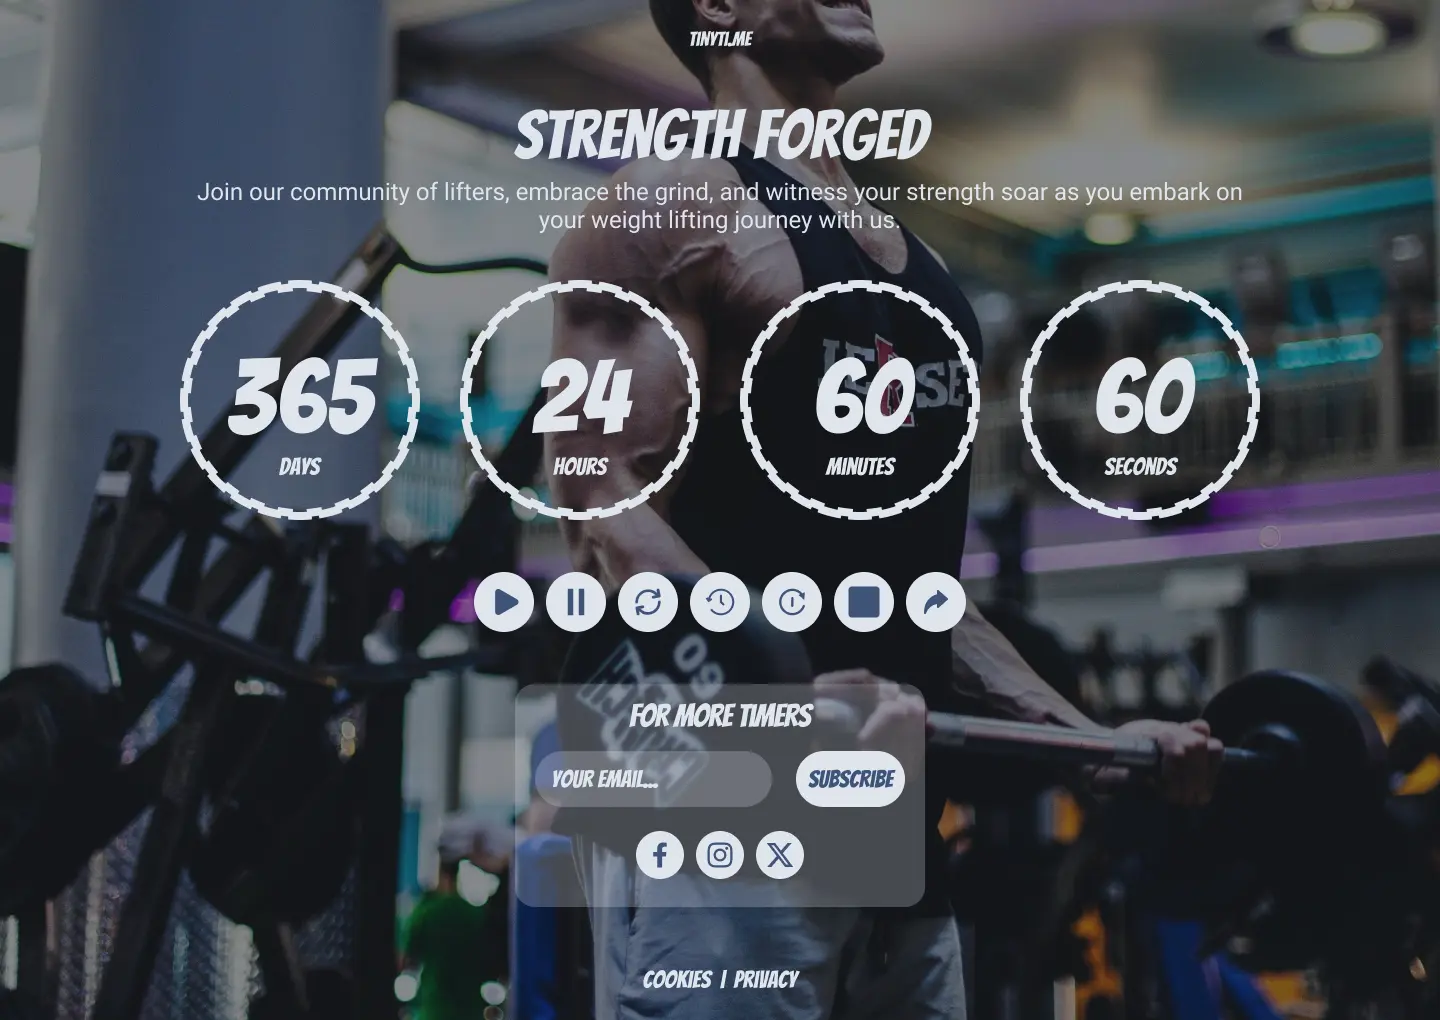 TINYTI.ME
STRENGTH FORGED
Join our community of lifters, embrace the grind, and witness your strength soar as you embark on
your weight lifting journey with us.
365
24
60
60
DAYS
HOURS
MINUTES
SECONDS
60
FOR MORE TIMERS
YOUR EMAIL...
SUBSCRIBE
COOKIES | PRIVACY